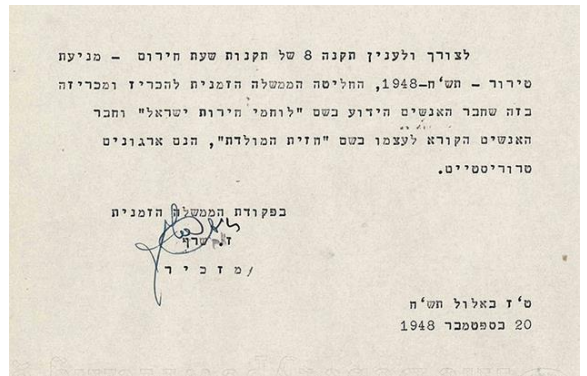 לצורך ולענין תקנה 8 של תקנות שעת חירום - מניעת
טירור - תש"ח-1948, החליטה הממשלה הזמנית להכריז ומכריזה
בזה שחבר האנשים הידוע בשם "לוחמי חירות ישראל" וחבר
האנשים הקורא לעצמו בשם "חזית המולדת", הנם ארגונים
טרוריסטיים.
בפקודת הממשלה הזמנית
ז. שרף
מזכיר
ט"ז באלול תש"ח
20 בספטמבר 1948